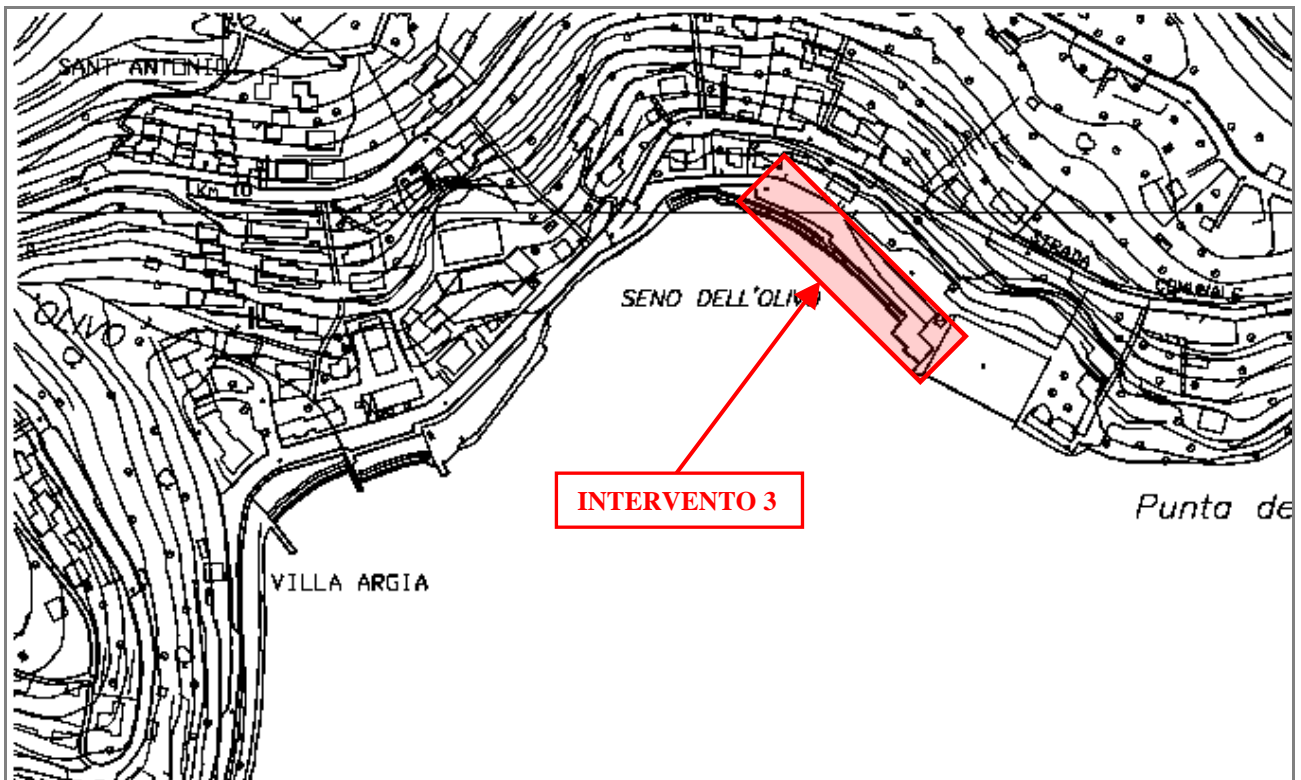 SANT' ANTONIO
Km 10
STRADA
COMUNALE
SENO DELL'OLIVO
OLIVO
INTERVENTO 3
Punta de
VILLA ARGIA